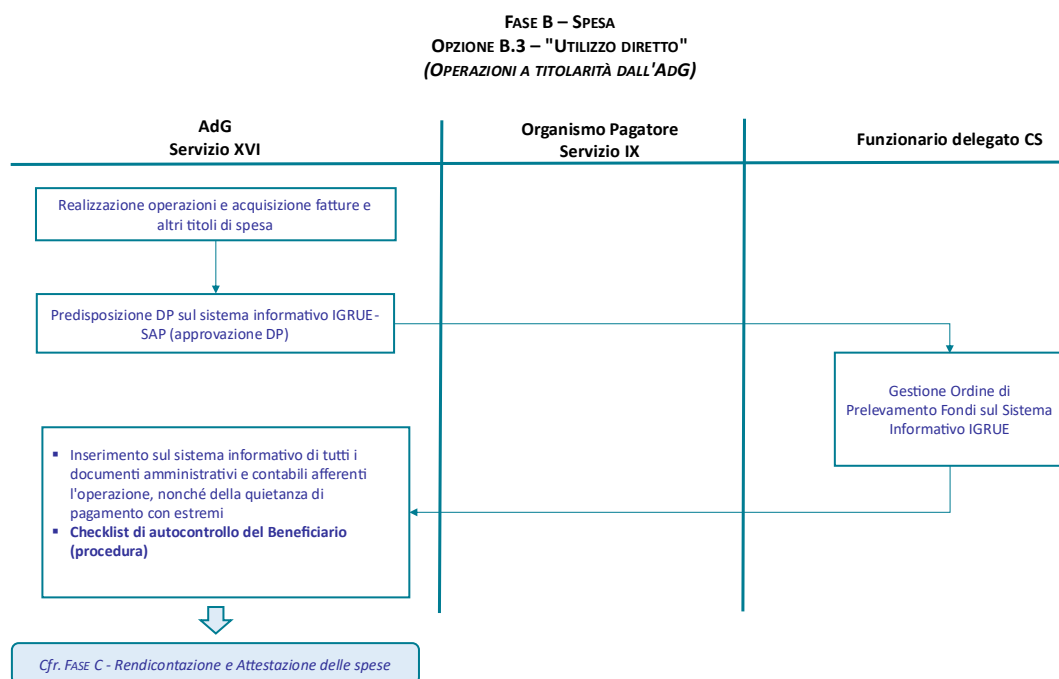 FASE B – SPESA
OPZIONE B.3 – "UTILIZZO DIRETTO"
(OPERAZIONI A TITOLARITÀ DALL'ADG)
AdG
Servizio XVI
Organismo Pagatore
Servizio IX
Funzionario delegato CS
Realizzazione operazioni e acquisizione fatture e
altri titoli di spesa
Predisposizione DP sul sistema informativo IGRUE-
SAP (approvazione DP)
Gestione Ordine di
Prelevamento Fondi sul Sistema
Informativo IGRUE
▪ Inserimento sul sistema informativo di tutti i
documenti amministrativi e contabili afferenti
l'operazione, nonché della quietanza di
pagamento con estremi
▪ Checklist di autocontrollo del Beneficiario
(procedura)
Cfr. FASE C - Rendicontazione e Attestazione delle spese